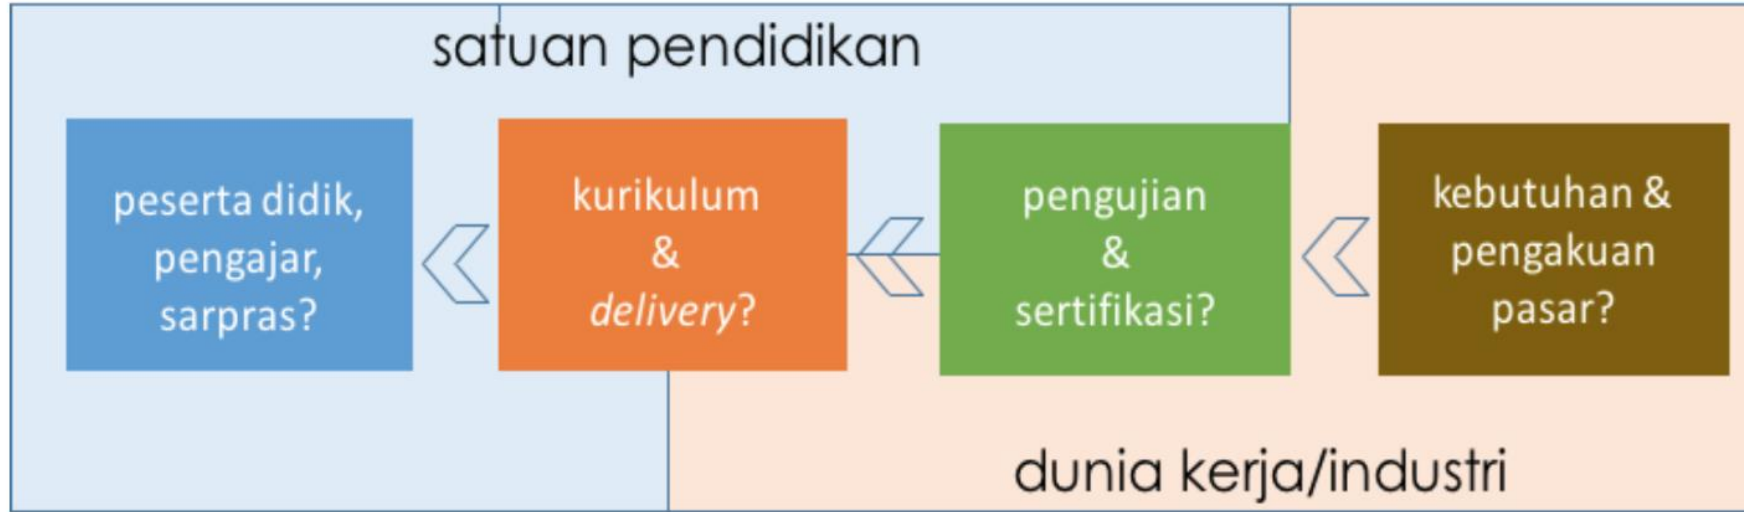 satuan pendidikan
peserta didik,
pengajar,
sarpras?
kurikulum
&
delivery?
pengujian
&
sertifikasi?
kebutuhan &
pengakuan
pasar?
dunia kerja/industri